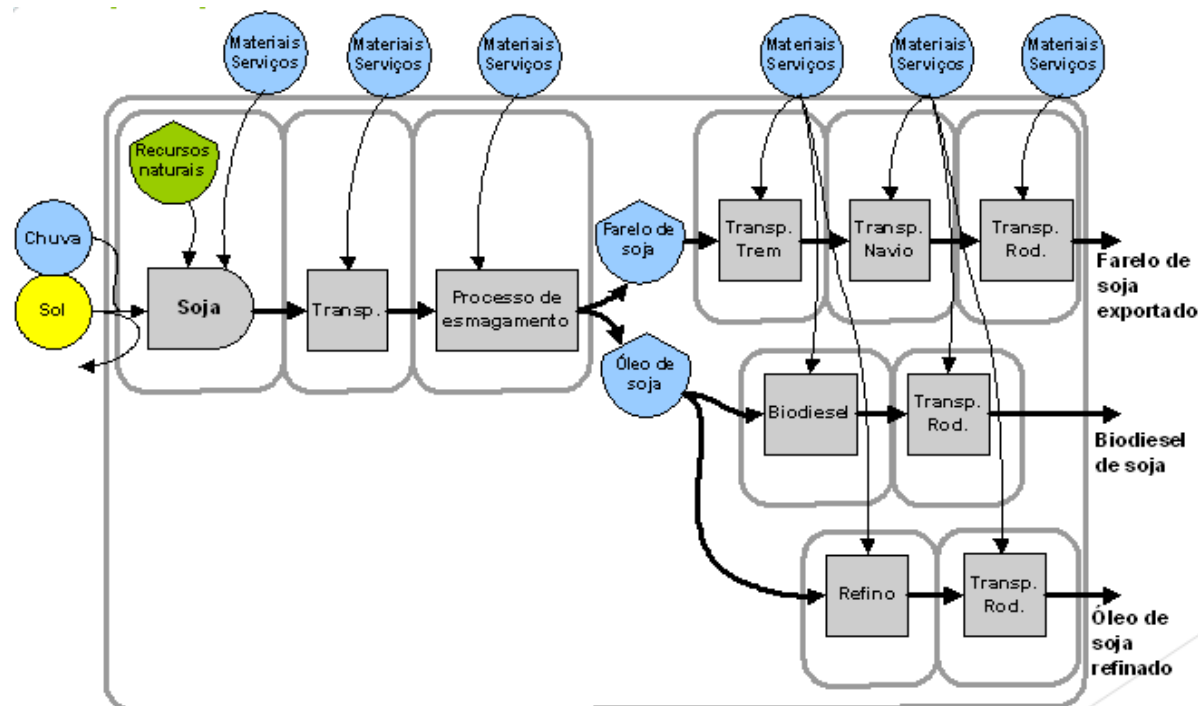 Materiais
Serviços
Materiais
Serviços
Materiais
Serviços
Materiais
Serviços
Materiais
Serviços
Materiais
Serviços
Recursos
naturais
Chuva
Sol
Soja
Transp.
Processo de
esmagamento
Farelo de
soja
Transp.
Trem
Transp.
Navio
Transp.
Rod.
Farelo de
soja
exportado
Óleo de
soja
Biodiesel
Transp.
Rod.
Biodiesel
de soja
Refino
Transp.
Rod.
Óleo de
soja
refinado